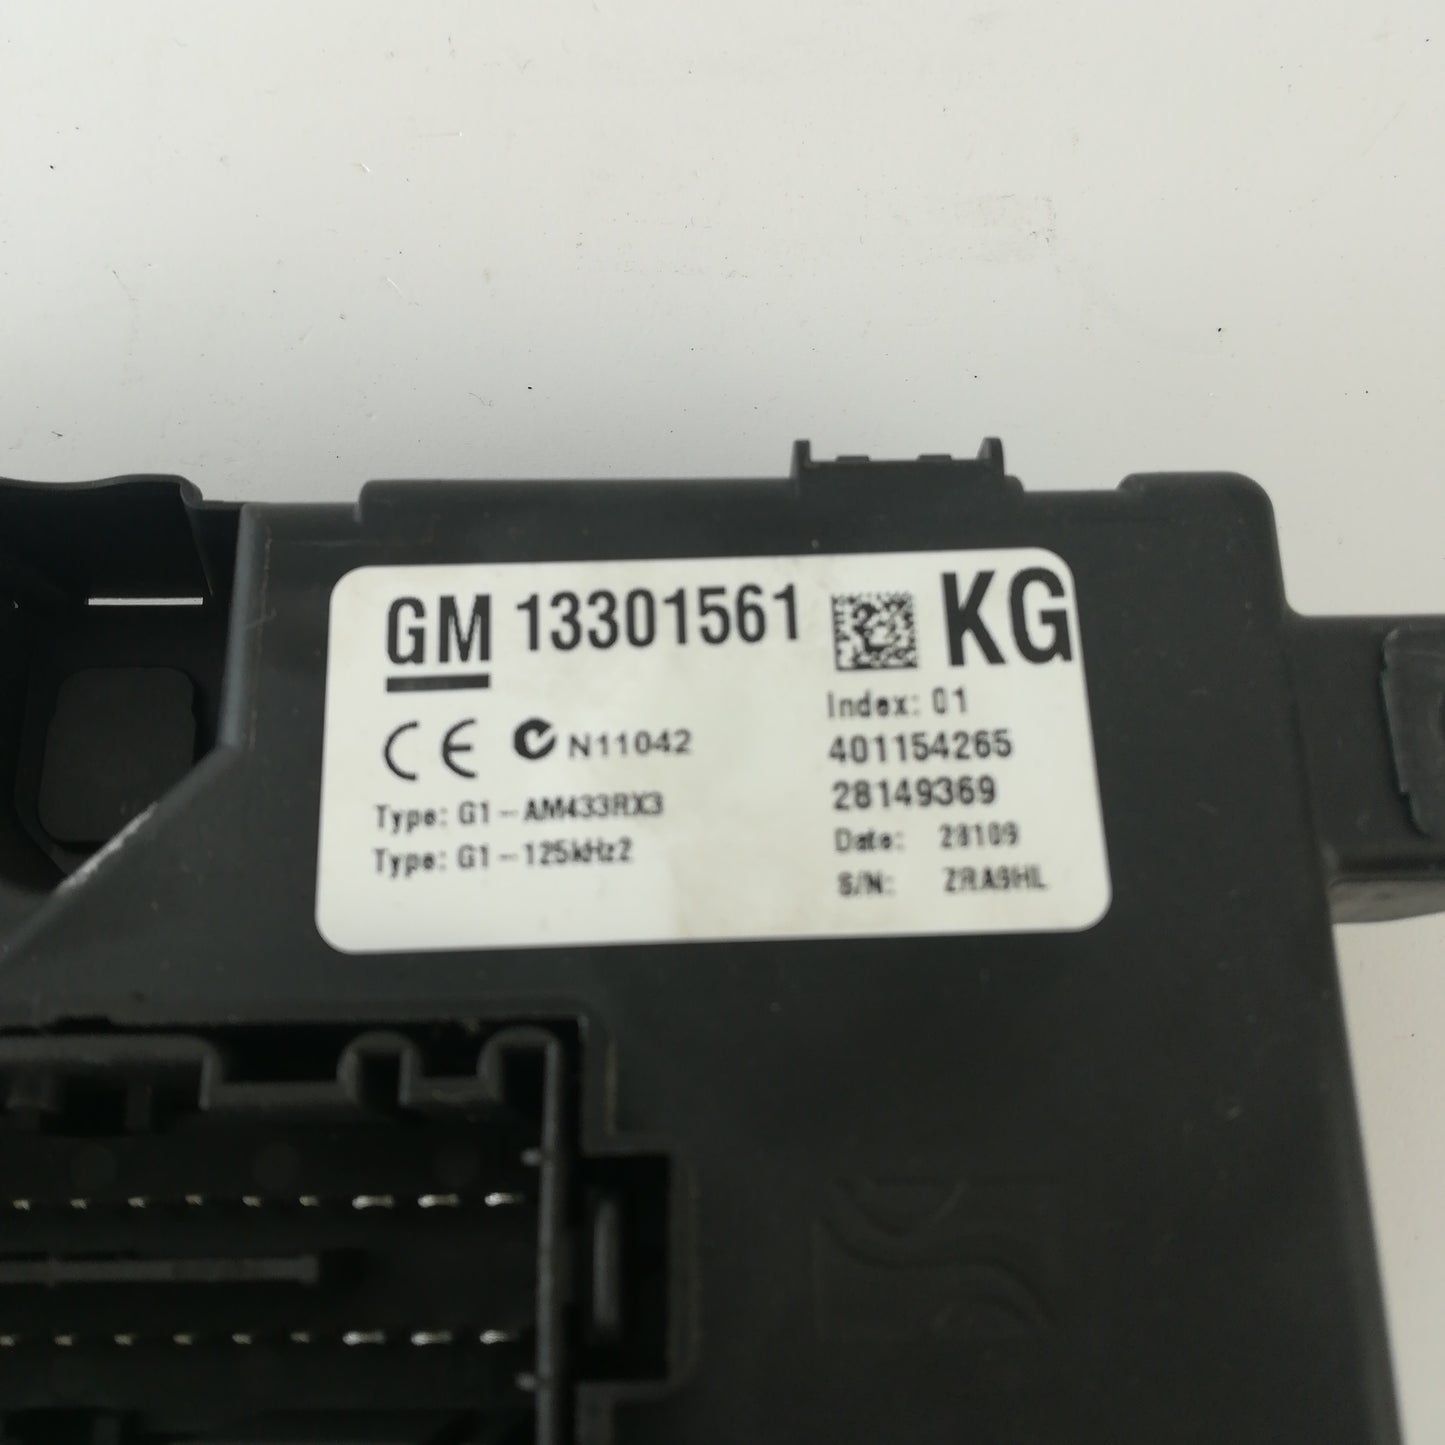 GM 13301561 KG
Index: 01
CE N11042
401154265
28149369
Type: G1-AM433RX3
Date: 28109
Type: G1-125kHz2
S/N: ZRA9HL